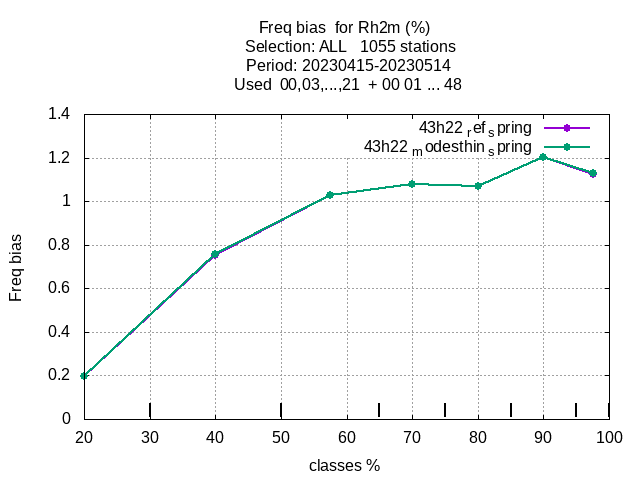 Freq bias  for Rh2m (%)
Selection: ALL   1055 stations
Period: 20230415-20230514
Used  00,03,...,21  + 00 01 ... 48
1.4
1.2
1
0.8
0.6
0.4
0.2
0
Freq bias
43h22 ref spring
43h22 modesthin spring
20
30
40
50
60
70
80
90
100
classes %